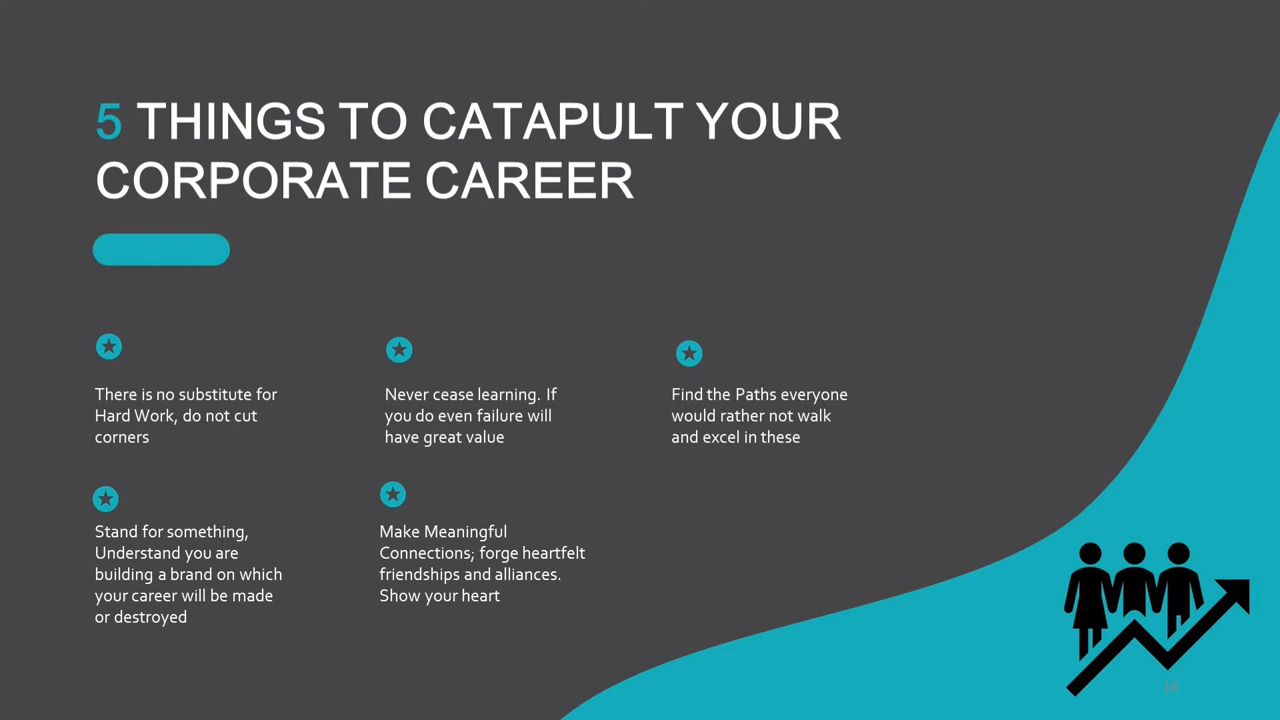 5 THINGS TO CATAPULT YOUR
CORPORATE CAREER
There is no substitute for
Hard Work, do not cut
corners
Never cease learning. If
you do even failure will
have great value
Find the Paths everyone
would rather not walk
and excel in these
Stand for something,
Understand you are
building a brand on which
your career will be made
or destroyed
Make Meaningful
Connections; forge heartfelt
friendships and alliances.
Show your heart
16